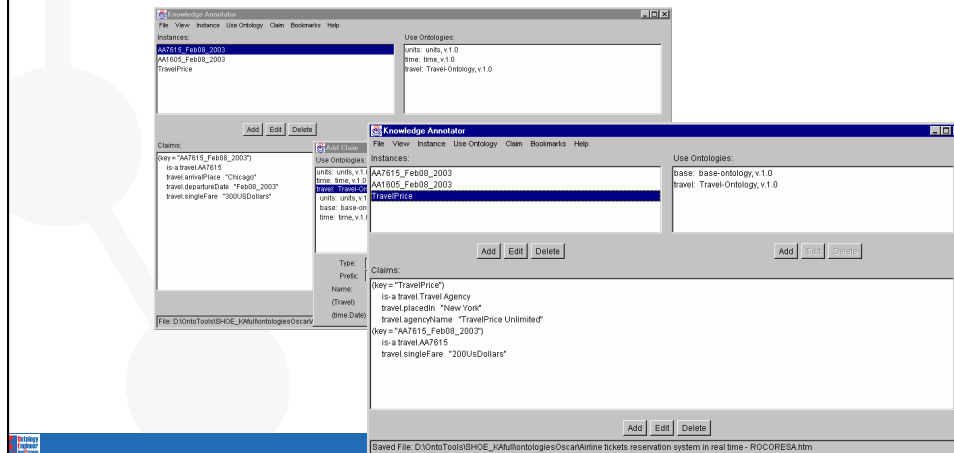 Knowledge Annotator
File View Instance Use Ontology Claim Bookmarks Help
Instances:
Use Ontologies:
AA7615_Feb08_2003
AA1605_Feb08_2003
TravelPrice
units: units, v.1.0
time: time, v.1.0
travel: Travel-Ontology, v.1.0
Add Edit Delete
Claims:
(key = "AA7615_Feb08_2003")
is-a travel AA7615
travel.arrivalPlace "Chicago"
travel.departureDate "Feb08_2003"
travel.singleFare "300USDollars"
File: D:\OntoTools\SHOE_KAfull\ontologiesOscar\
Add Claim
Use Ontologies:
units: units, v.1.
time: time, v.1.0
travel: Travel-On
units: units, v.1
base: base-on
time: time, v.1.
Type:
Prefix:
Name:
(Travel)
(time.Date)
Knowledge Annotator
File View Instance Use Ontology Claim Bookmarks Help
Instances:
Use Ontologies:
AA7615_Feb08_2003
AA1605_Feb08_2003
TravelPrice
base: base-ontology, v.1.0
travel: Travel-Ontology, v.1.0
Add Edit Delete
Add Edit Delete
Claims:
(key = "TravelPrice")
is-a travel.Travel Agency
travel.placedIn "New York"
travel.agencyName "TravelPrice Unlimited"
(key = "AA7615_Feb08_2003")
is-a travel.AA7615
travel.singleFare "200UsDollars"
Add Edit Delete
Saved File: D:\OntoTools\SHOE_KAfull\ontologiesOscar\Airline tickets reservation system in real time - ROCORESA.htm
Ontology
Engineer